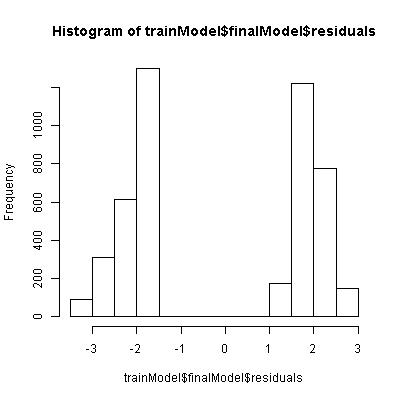 Histogram of trainModel$finalModel$residuals
Frequency
1000
800
600
400
200
0
-3 -2 -1 0 1 2 3
trainModel$finalModel$residuals